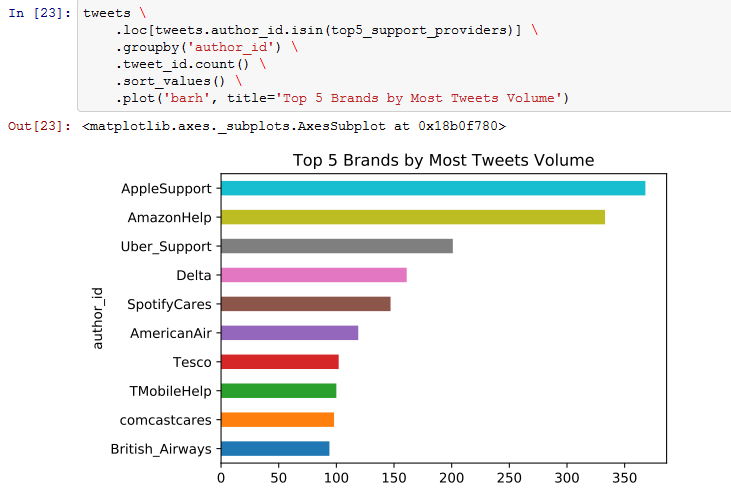 In [23]: tweets \
.loc[tweets.author_id.isin(top5_support_providers)] \
.groupby('author_id') \
.tweet_id.count() \
.sort_values() \
.plot('barh', title='Top 5 Brands by Most Tweets Volume')
Out[23]: <matplotlib.axes._subplots.AxesSubplot at 0x18b0f780>
Top 5 Brands by Most Tweets Volume
author_id
AppleSupport
AmazonHelp
Uber_Support
Delta
SpotifyCares
AmericanAir
Tesco
TMobileHelp
comcastcares
British_Airways
0 50 100 150 200 250 300 350